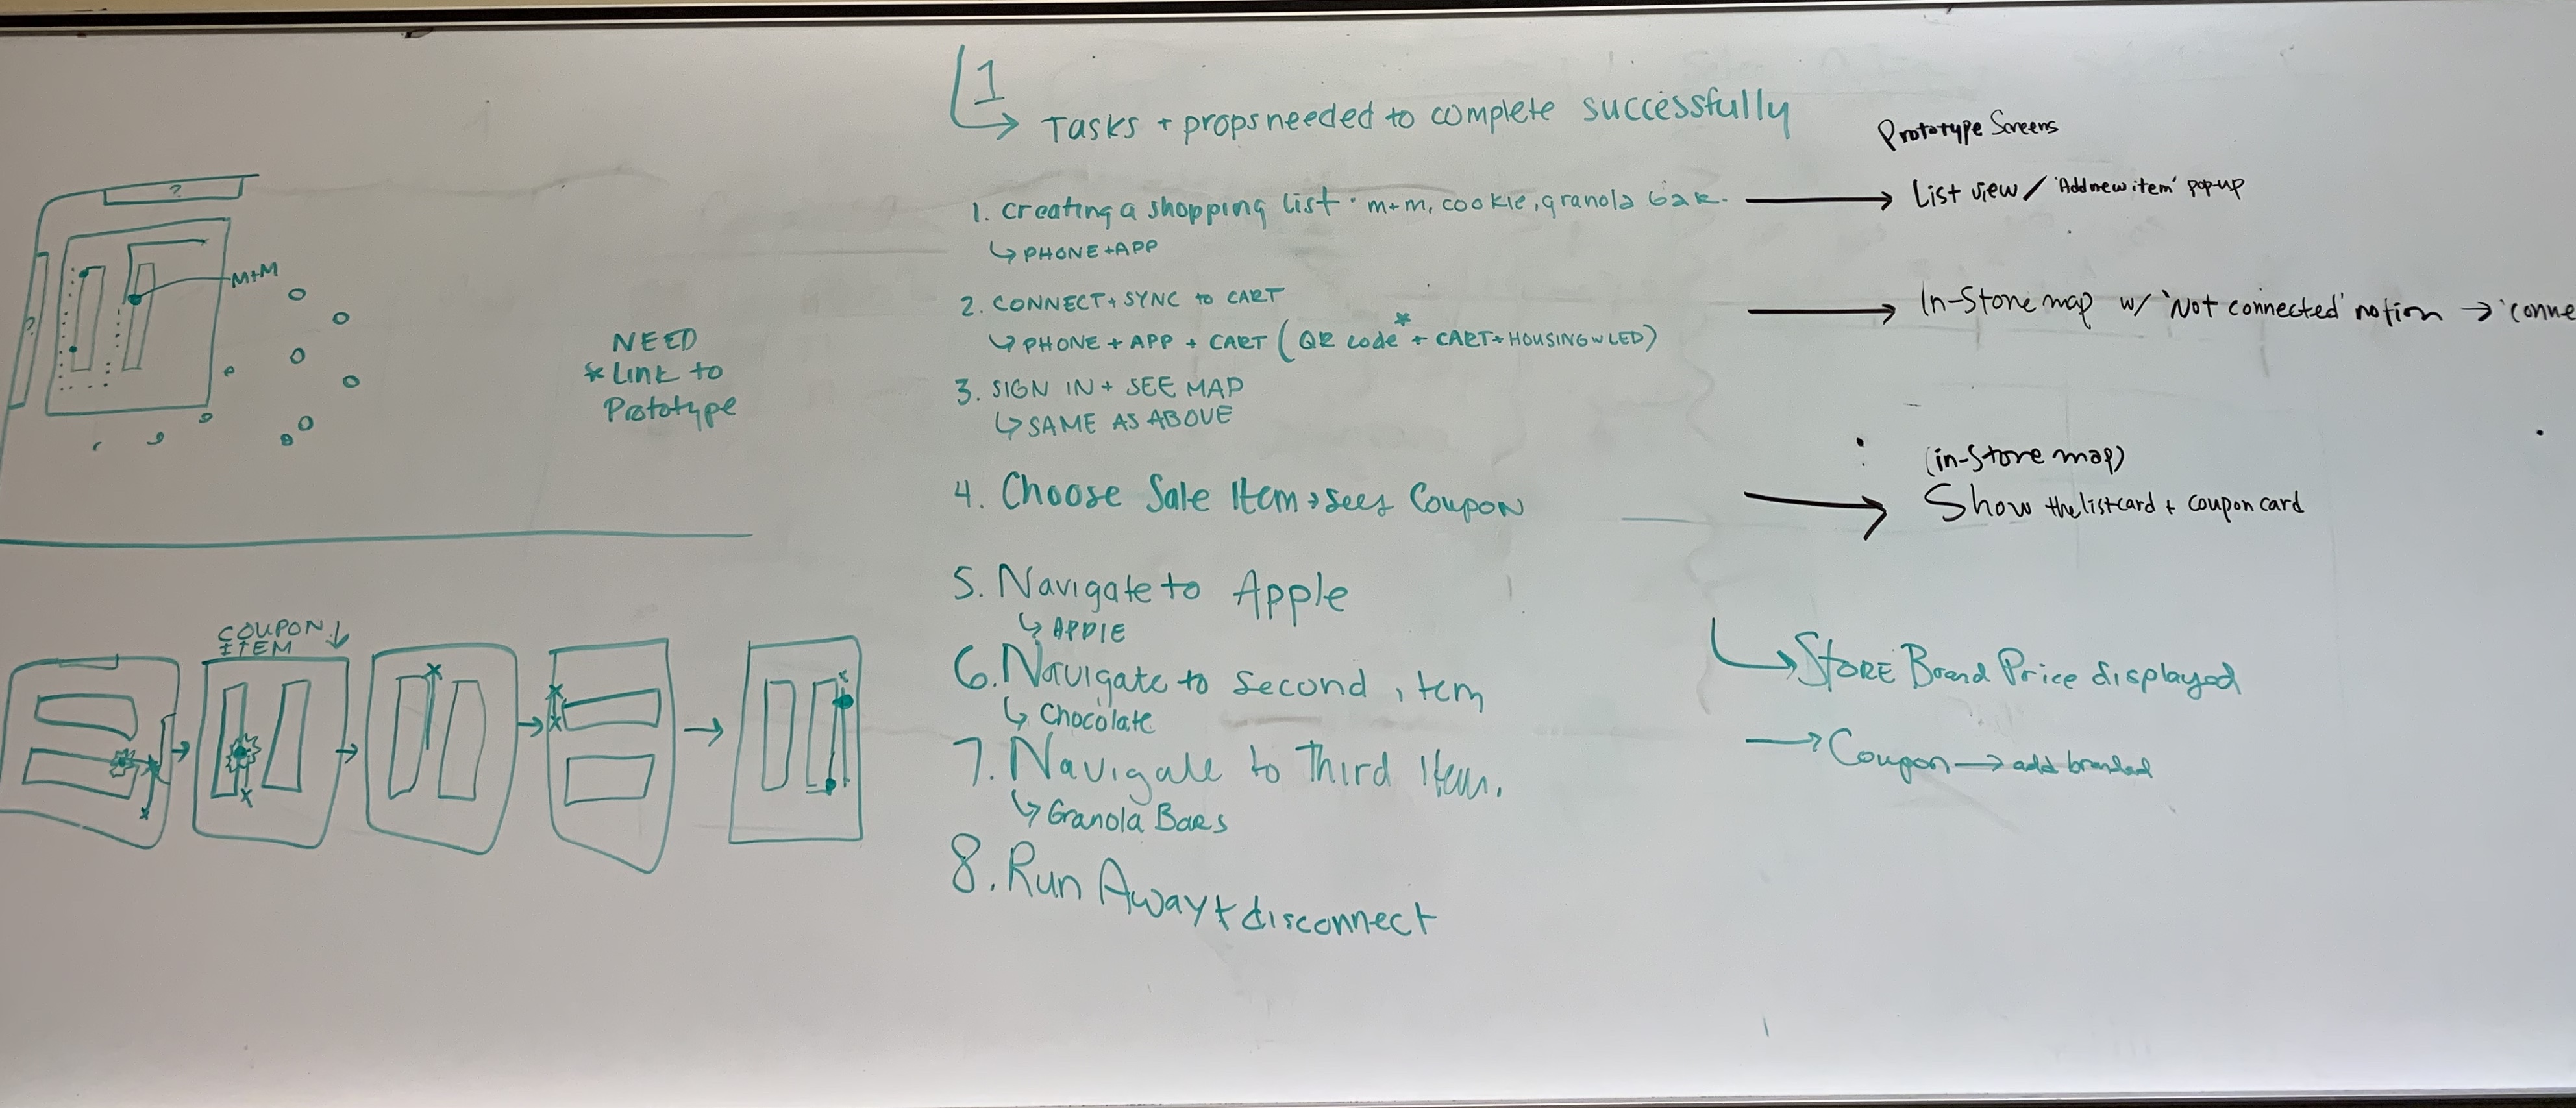 ?
?
M+M
NEED
* Link to
Prototype
COUPON ↓
ITEM
1
Tasks + props needed to complete successfully
1. Creating a shopping list · m+m, cookie, granola bar.
↳ PHONE + APP
2. CONNECT + SYNC to CART
↳ PHONE + APP + CART (QR code* + CART + HOUSING w LED)
3. SIGN IN + SEE MAP
↳ SAME AS ABOVE
4. Choose Sale Item → sees Coupon
5. Navigate to Apple
↳ APPLE
6. Navigate to second item
↳ Chocolate
7. Navigate to Third Item.
↳ Granola Bars
8. Run Away + disconnect
Prototype Screens
→ List view / 'Add new item' pop-up
→ In-Store map w/ 'Not connected' notion → 'conne
(in-store map)
→ Show the list card + coupon card
↳ Store Brand Price displayed
→ Coupon → add branded